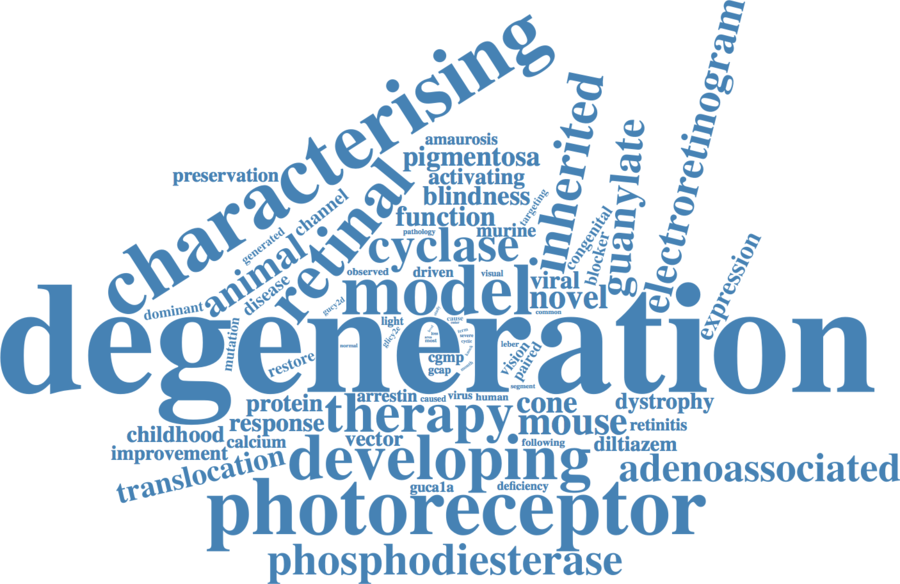 characterising
electroretinogram
inherited
guanylate
amaurosis
pigmentosa
preservation
activating
blindness
retinal
channel
function
targeting
pathology
murine
congenital
blocker
generated
animal
cyclase
expression
disease
observed
driven
visual
viral
model
novel
dominant
gucy2d
common
degeneration
light
cause
mutation
restore
normal
cgmp
gcap
leber
vision
paired
segment
arrestin
caused
virus
human
protein
therapy
cone
dystrophy
response
mouse
retinitis
childhood
calcium
vector
following
diltiazem
improvement
translocation
developing
adenoassociated
guca1a
deficiency
photoreceptor
phosphodiesterase